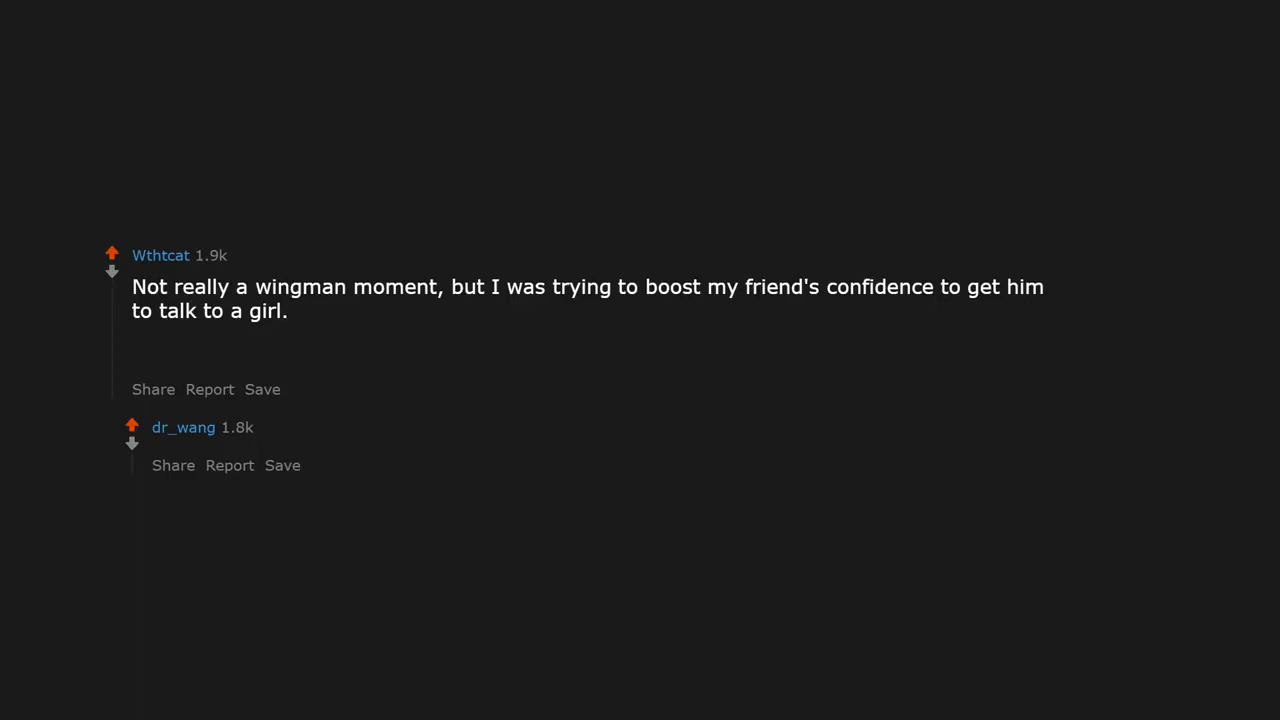 Wthtcat 1.9k
Not really a wingman moment, but I was trying to boost my friend's confidence to get him
to talk to a girl.
Share Report Save
dr_wang 1.8k
Share Report Save